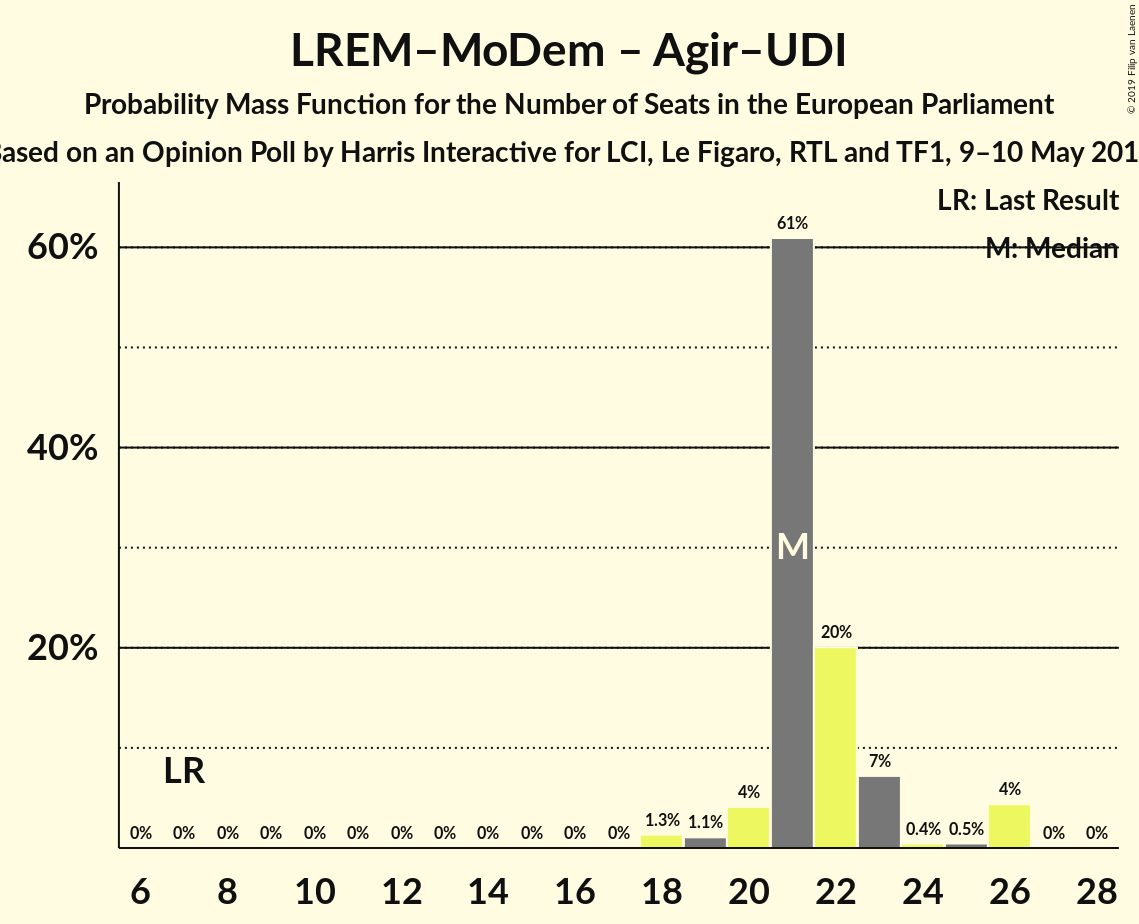 LREM–MoDem – Agir–UDI
Probability Mass Function for the Number of Seats in the European Parliament
Based on an Opinion Poll by Harris Interactive for LCI, Le Figaro, RTL and TF1, 9–10 May 201
© 2019 Filip van Laenen
LR: Last Result
M: Median
60%
40%
20%
61%
M
20%
LR
7%
4%
4%
1.3%
1.1%
0.4%
0.5%
0% 0% 0% 0% 0% 0% 0% 0% 0% 0% 0% 0% 0% 0%
6 8 10 12 14 16 18 20 22 24 26 28